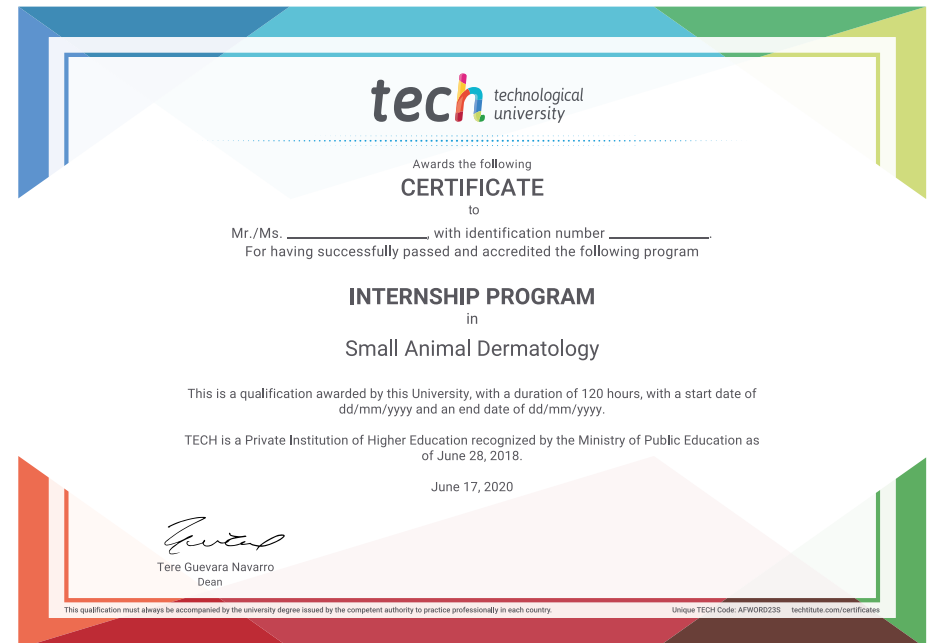 tech technological
university
Awards the following
CERTIFICATE
to
Mr./Ms. ____________________, with identification number ______________.
For having successfully passed and accredited the following program
INTERNSHIP PROGRAM
in
Small Animal Dermatology
This is a qualification awarded by this University, with a duration of 120 hours, with a start date of
dd/mm/yyyy and an end date of dd/mm/yyyy.
TECH is a Private Institution of Higher Education recognized by the Ministry of Public Education as
of June 28, 2018.
June 17, 2020
Tere Guevara Navarro
Dean
This qualification must always be accompanied by the university degree issued by the competent authority to practice professionally in each country.
Unique TECH Code: AFWORD23S techtitute.com/certificates